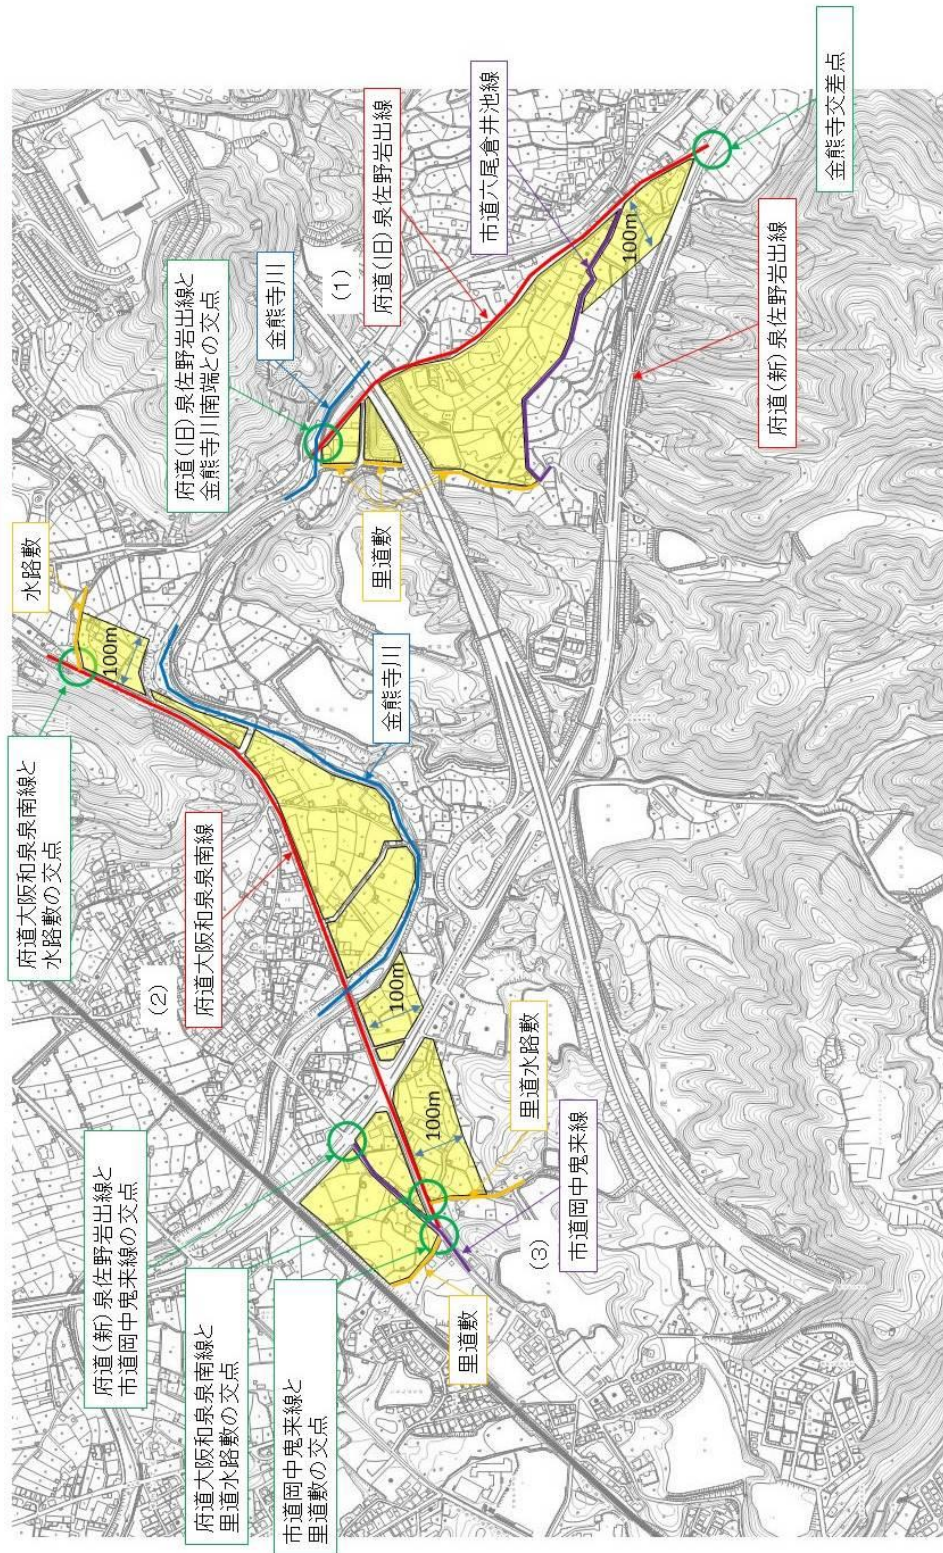 府道(新)泉佐野岩出線と
市道岡中鬼来線の交点
府道大阪和泉泉南線と
里道水路敷の交点
市道岡中鬼来線と
里道敷の交点
府道大阪和泉泉南線と
水路敷の交点
(2)
府道大阪和泉泉南線
水路敷
府道(旧)泉佐野岩出線と
金熊寺川南端との交点
金熊寺川
(1)
府道(旧)泉佐野岩出線
市道六尾倉井池線
100m
里道敷
100m
金熊寺川
100m
100m
里道敷
(3)
市道岡中鬼来線
里道水路敷
府道(新)泉佐野岩出線
金熊寺交差点